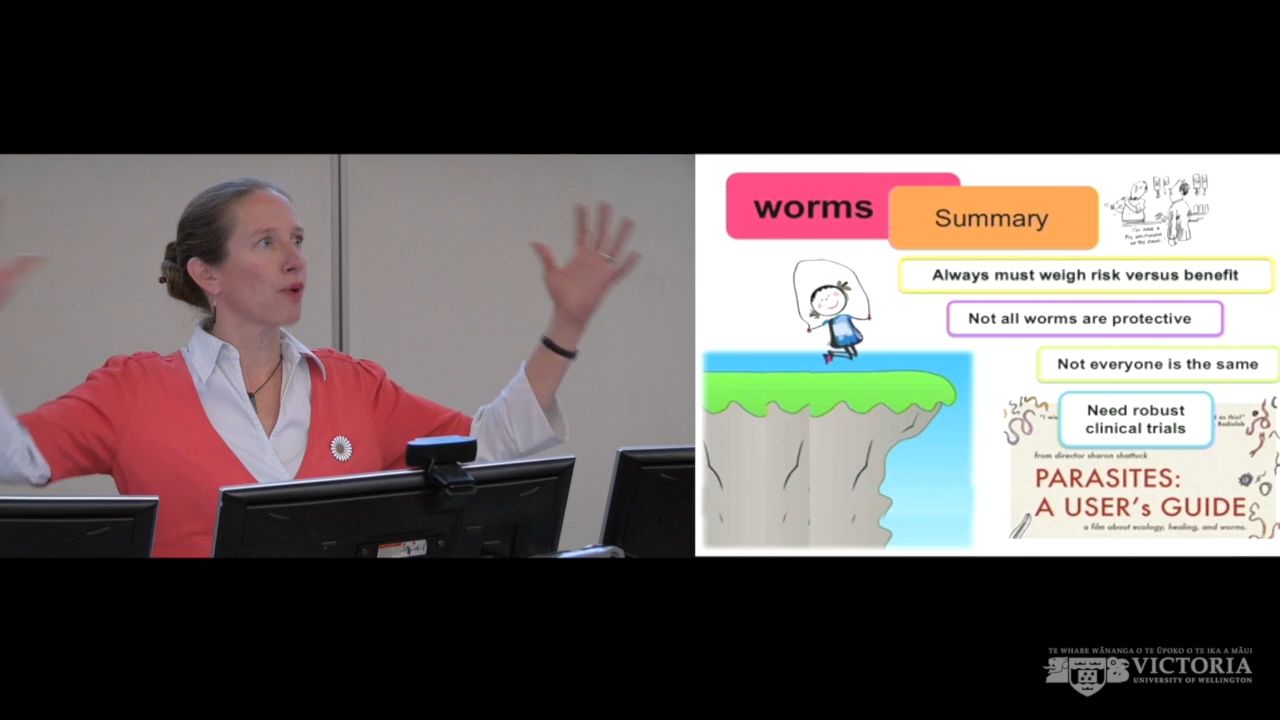 worms
Summary
Always must weigh risk versus benefit
Not all worms are protective
Not everyone is the same
Need robust
clinical trials
from director sharon shattuck
PARASITES:
A USER's GUIDE
a film about ecology, healing, and worms.
TE WHARE WĀNANGA O TE ŪPOKO O TE IKA A MĀUI
VICTORIA
UNIVERSITY OF WELLINGTON